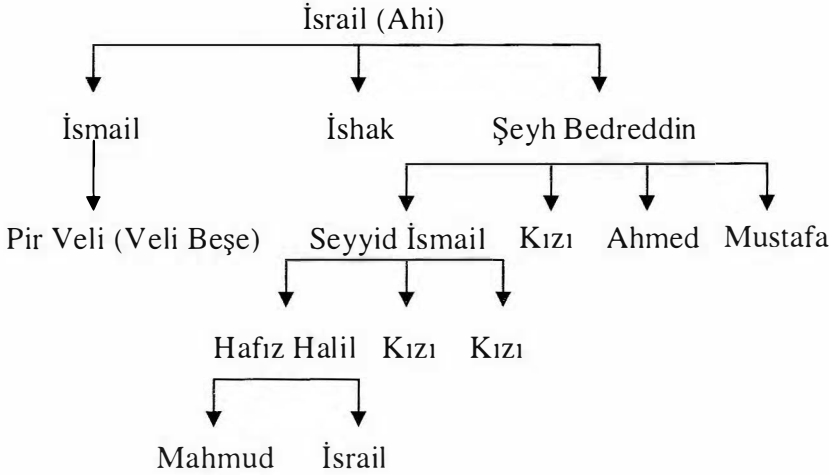 İsrail (Ahi)
İsmail İshak Şeyh Bedreddin
Pir Veli (Veli Beşe) Seyyid İsmail Kızı Ahmed Mustafa
Hafız Halil Kızı Kızı
Mahmud İsrail